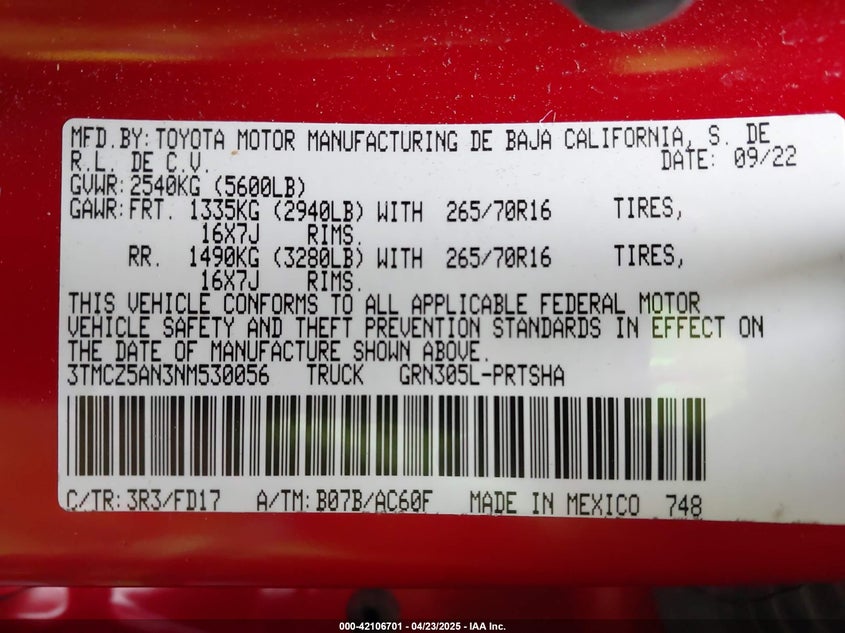 MFD.BY:TOYOTA MOTOR MANUFACTURING DE BAJA CALIFORNIA, S. DE
R.L. DE C.V. DATE: 09/22
GVWR:2540KG (5600LB)
GAWR:FRT. 1335KG (2940LB) WITH 265/70R16 TIRES,
16X7J RIMS.
RR. 1490KG (3280LB) WITH 265/70R16 TIRES,
16X7J RIMS.
THIS VEHICLE CONFORMS TO ALL APPLICABLE FEDERAL MOTOR
VEHICLE SAFETY AND THEFT PREVENTION STANDARDS IN EFFECT ON
THE DATE OF MANUFACTURE SHOWN ABOVE.
3TMCZ5AN3NM530056 TRUCK GRN305L-PRTSHA
C/TR:3R3/FD17 A/TM:B07B/AC60F MADE IN MEXICO 748
000-42106701 - 04/23/2025 - IAA Inc.